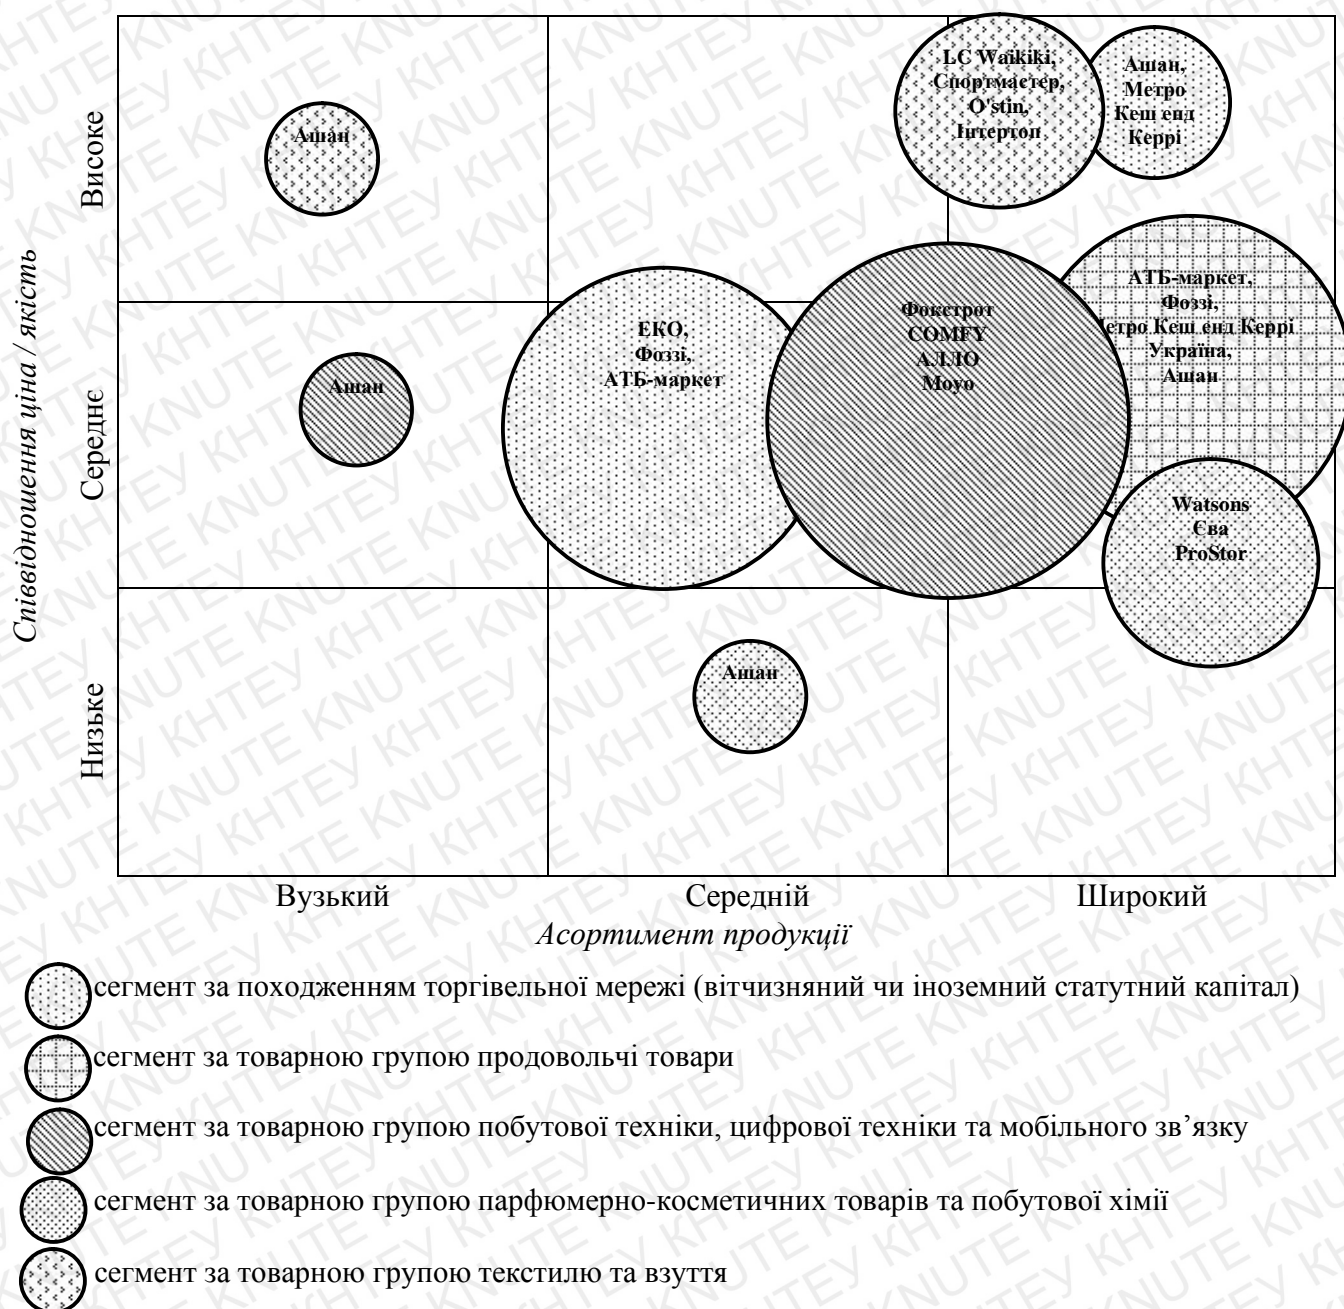 Співвідношення ціна / якість
Високе
Середнє
Низьке
Ашан
LC Waikiki,
Спортмастер,
O'stin,
Інтертоп
Ашан,
Метро
Кеш енд
Керрі
Ашан
ЕКО,
Фоззі,
АТБ-маркет
Фокстрот
COMFY
АЛЛО
Moyo
АТБ-маркет,
Фоззі,
етро Кеш енд Керрі
Україна,
Ашан
Watsons
Єва
ProStor
Ашан
Вузький
Середній
Широкий
Асортимент продукції
сегмент за походженням торгівельної мережі (вітчизняний чи іноземний статутний капітал)
сегмент за товарною групою продовольчі товари
сегмент за товарною групою побутової техніки, цифрової техніки та мобільного зв’язку
сегмент за товарною групою парфюмерно-косметичних товарів та побутової хімії
сегмент за товарною групою текстилю та взуття
KNUTE КНТЕУ